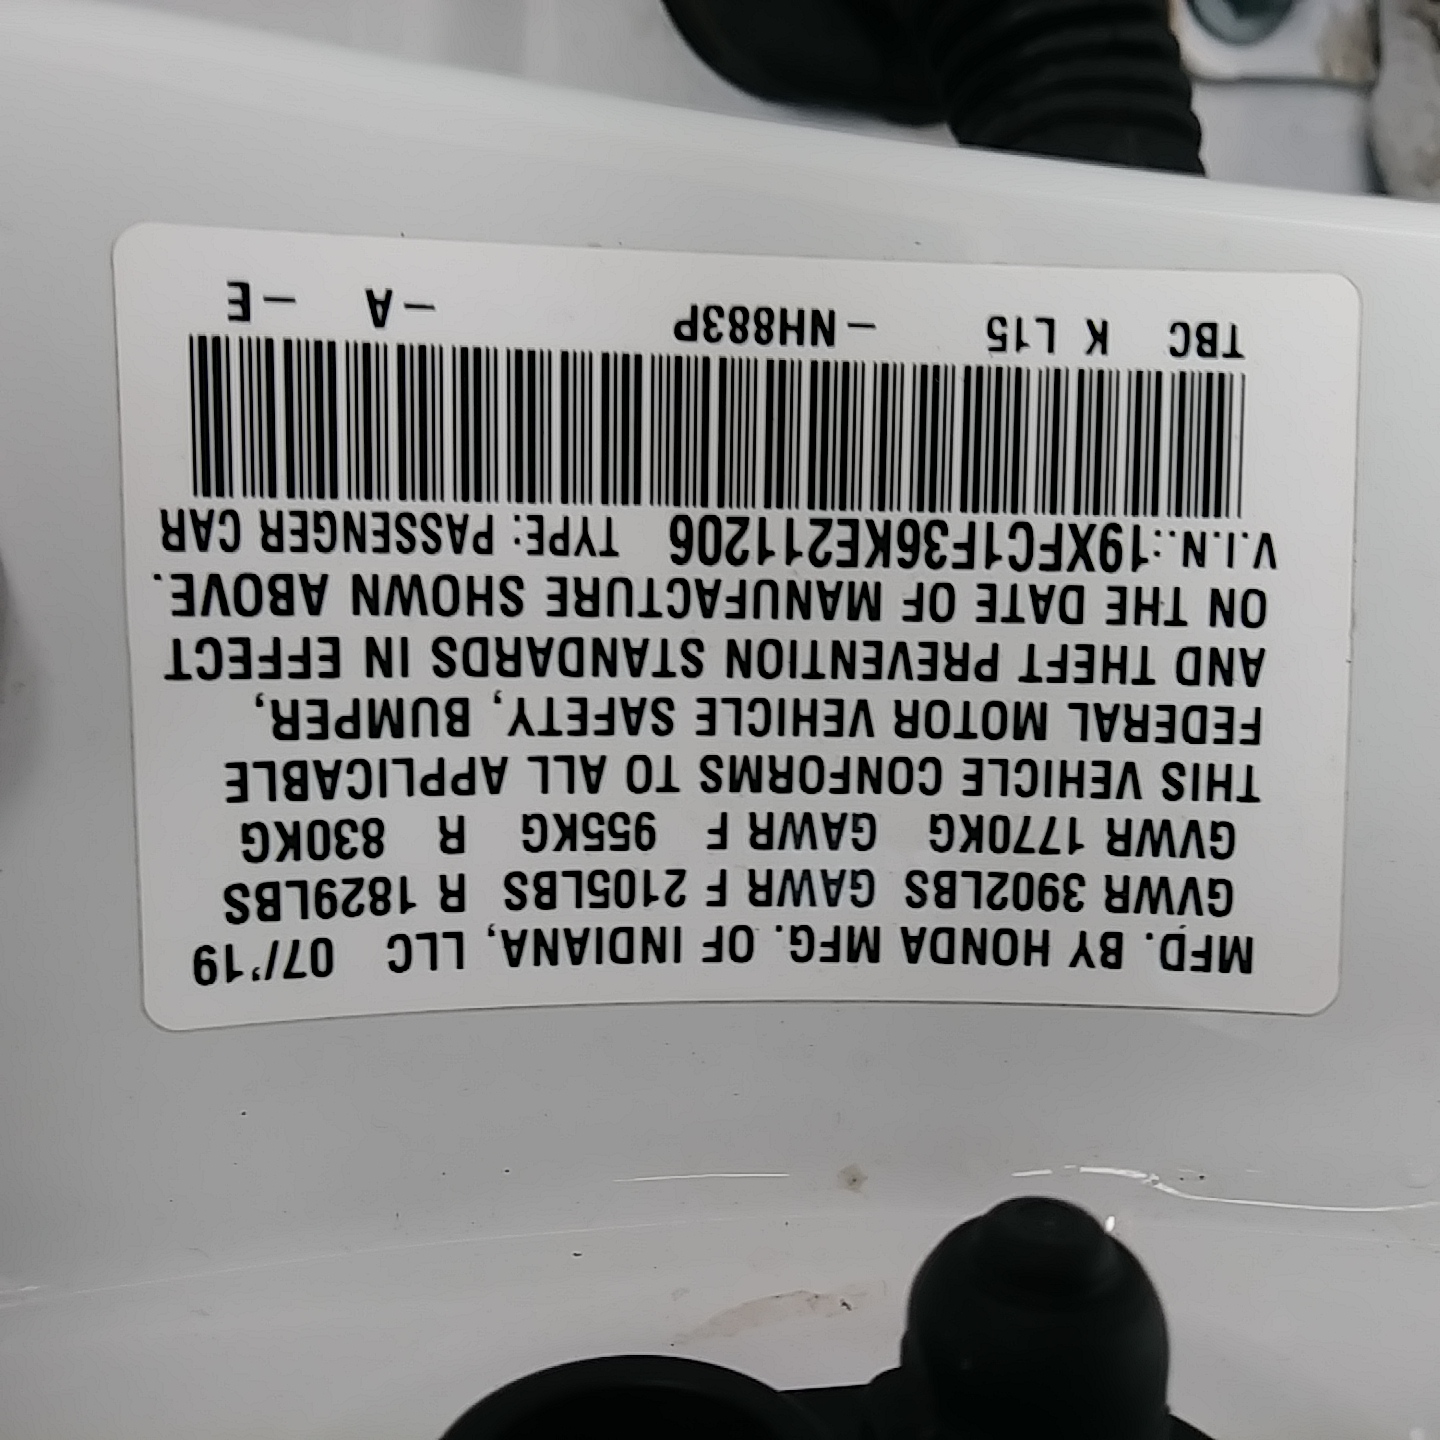 MFD. BY HONDA MFG. OF INDIANA, LLC 07/'19
GVWR 3902LBS GAWR F 2105LBS R 1829LBS
GVWR 1770KG GAWR F 955KG R 830KG
THIS VEHICLE CONFORMS TO ALL APPLICABLE
FEDERAL MOTOR VEHICLE SAFETY, BUMPER,
AND THEFT PREVENTION STANDARDS IN EFFECT
ON THE DATE OF MANUFACTURE SHOWN ABOVE.
V.I.N.:19XFC1F36KE211206 TYPE: PASSENGER CAR
TBC K L15 –NH883P –A –E